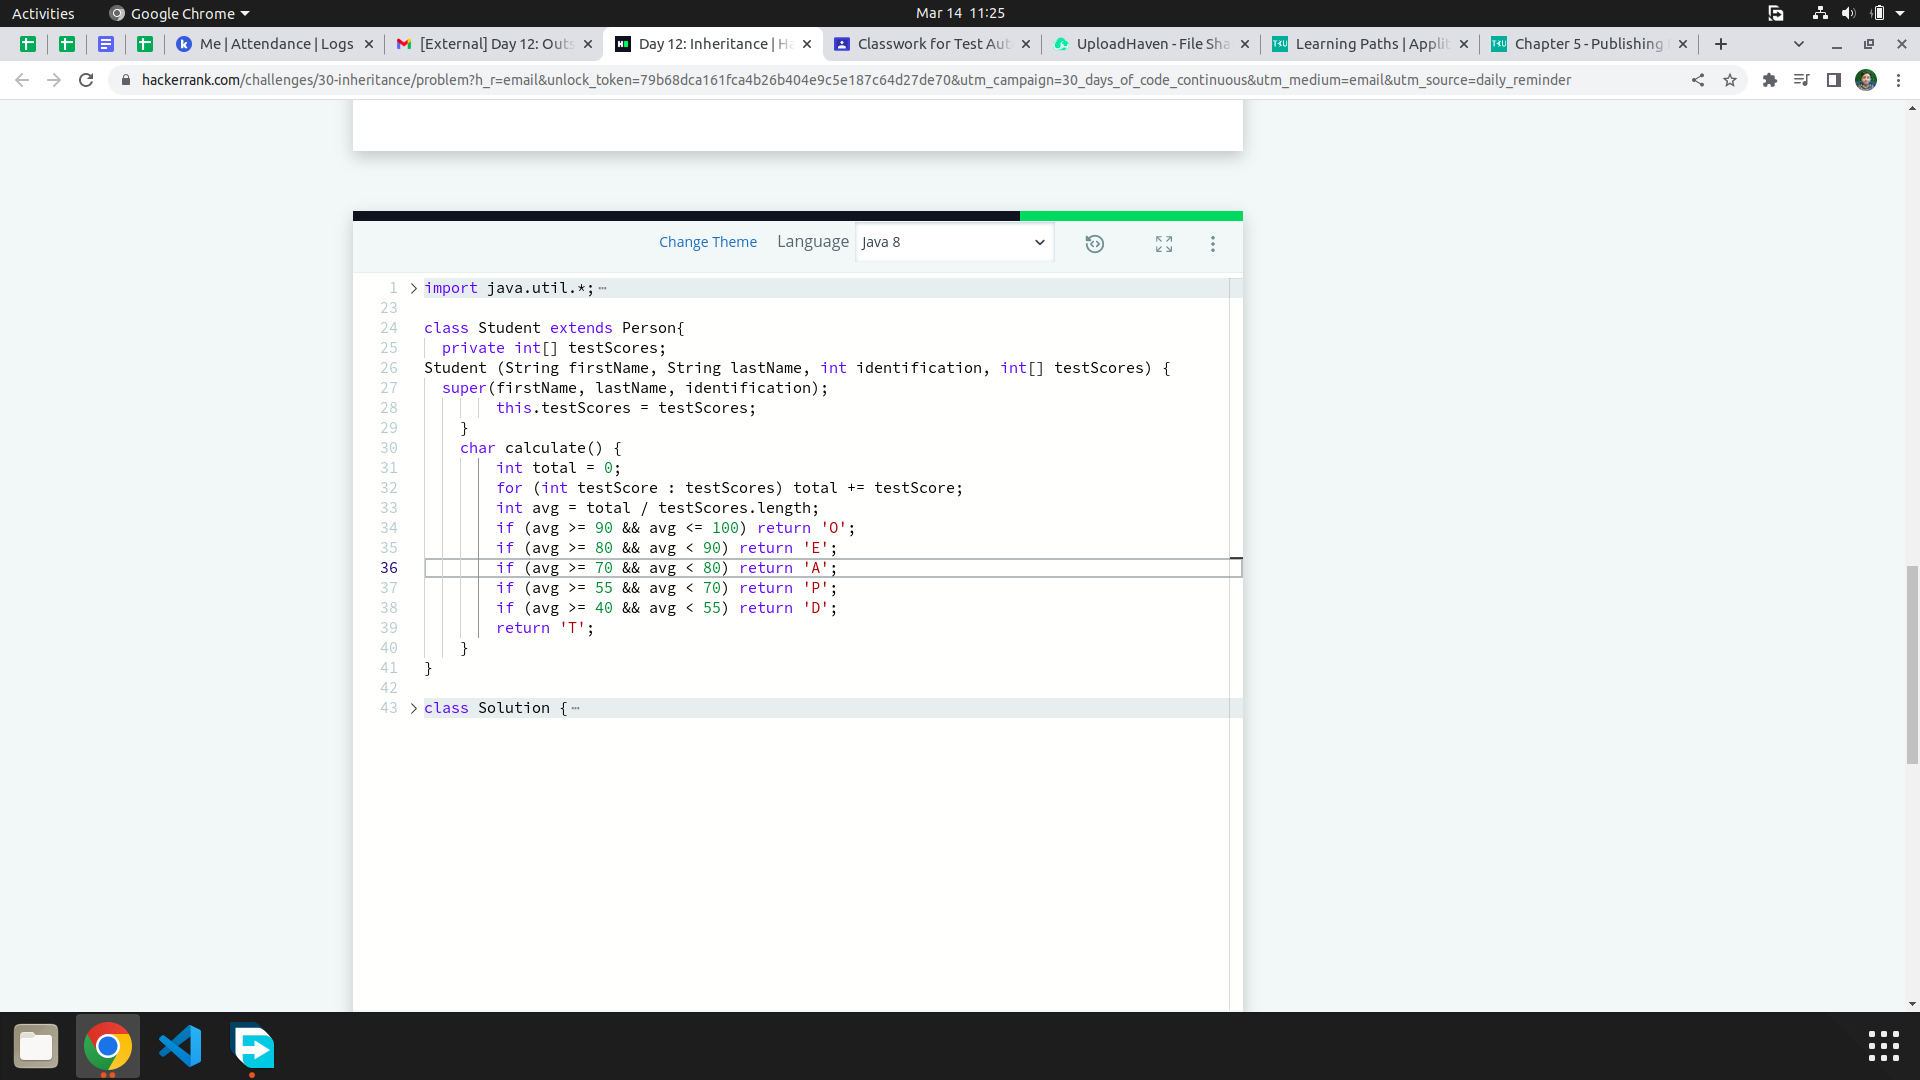 Activities
Google Chrome
Mar 14 11:25
Me | Attendance | Logs
[External] Day 12: Outs
Day 12: Inheritance | Ha
Classwork for Test Aut
UploadHaven - File Sha
Learning Paths | Applit
Chapter 5 - Publishing
hackerrank.com/challenges/30-inheritance/problem?h_r=email&unlock_token=79b68dca161fca4b26b404e9c5e187c64d27de70&utm_campaign=30_days_of_code_continuous&utm_medium=email&utm_source=daily_reminder
Change Theme Language Java 8
1 import java.util.*;
23
24 class Student extends Person{
25 private int[] testScores;
26 Student (String firstName, String lastName, int identification, int[] testScores) {
27 super(firstName, lastName, identification);
28 this.testScores = testScores;
29 }
30 char calculate() {
31 int total = 0;
32 for (int testScore : testScores) total += testScore;
33 int avg = total / testScores.length;
34 if (avg >= 90 && avg <= 100) return 'O';
35 if (avg >= 80 && avg < 90) return 'E';
36 if (avg >= 70 && avg < 80) return 'A';
37 if (avg >= 55 && avg < 70) return 'P';
38 if (avg >= 40 && avg < 55) return 'D';
39 return 'T';
40 }
41 }
42
43 class Solution {